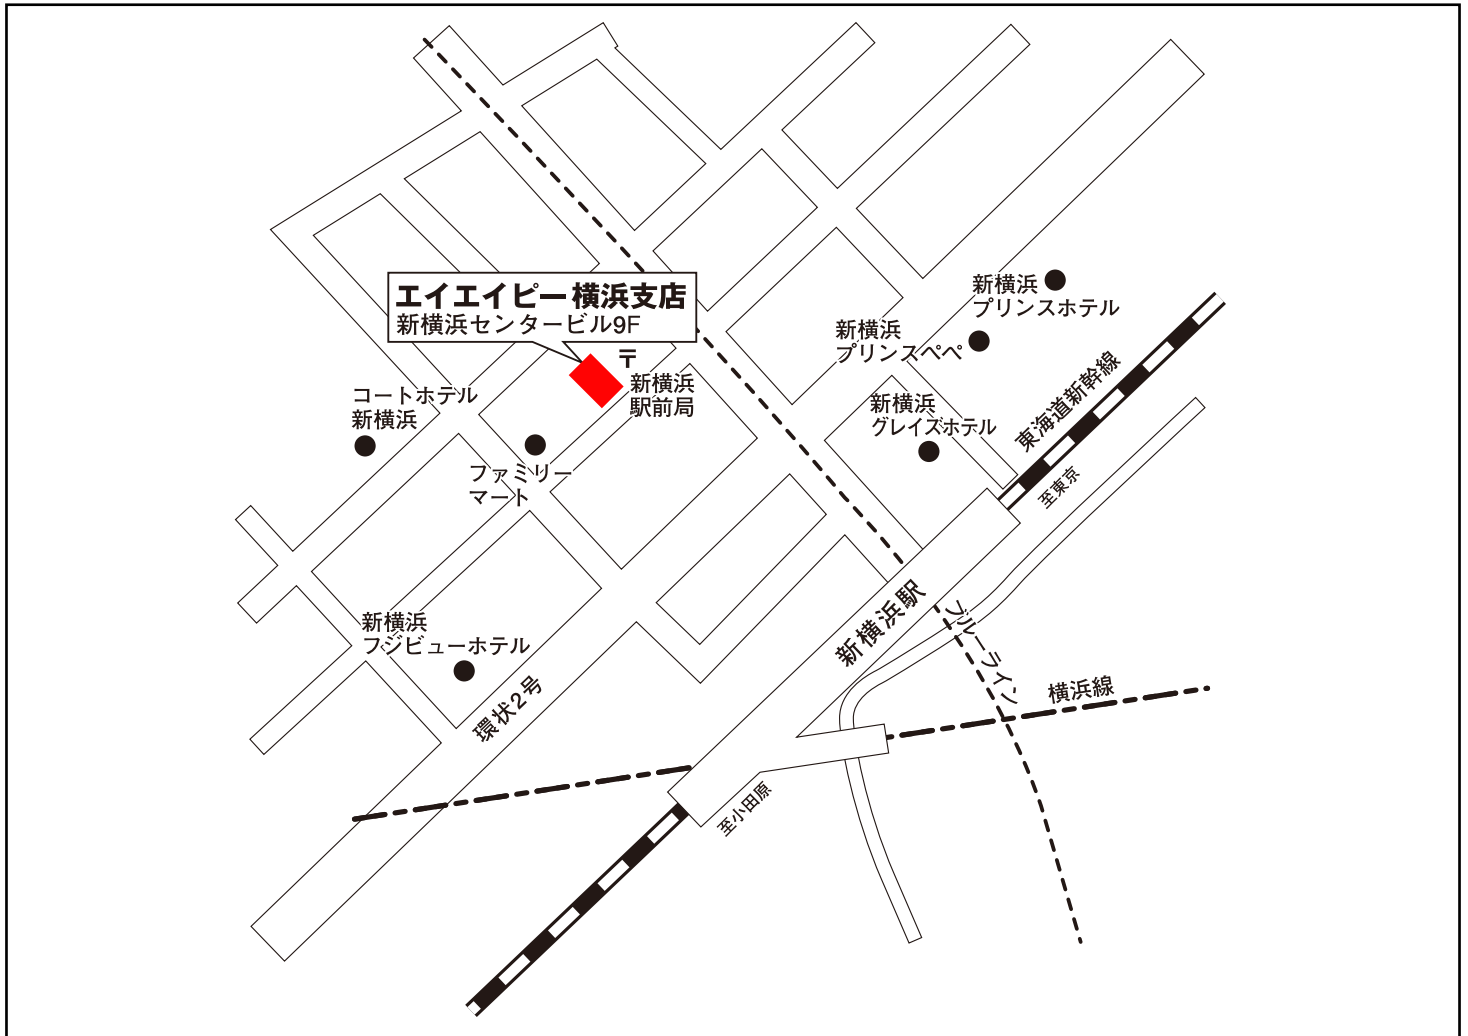 エイエイピー 横浜支店
新横浜センタービル9F
〒
新横浜
駅前局
新横浜
プリンスホテル
新横浜
プリンスペペ
新横浜
グレイズホテル
東海道新幹線
至東京
コートホテル
新横浜
ファミリー
マート
新横浜
フジビューホテル
環状2号
新横浜駅
ブルーライン
横浜線
至小田原